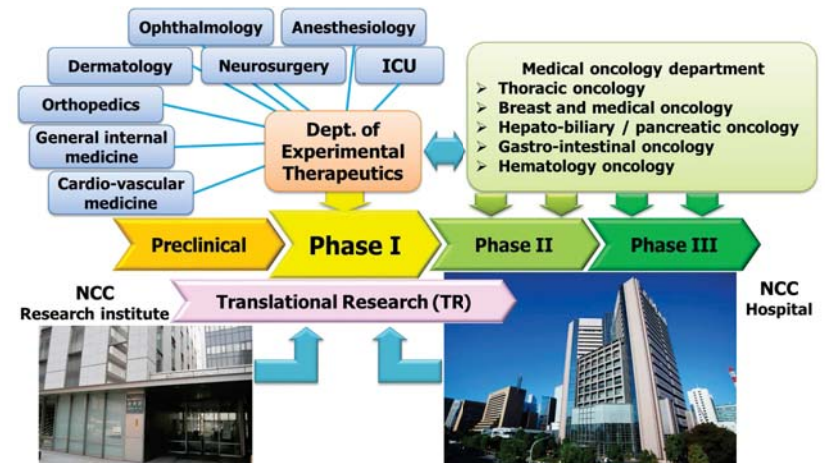 Ophthalmology
Anesthesiology
Dermatology
Neurosurgery
ICU
Orthopedics
General internal
medicine
Cardio-vascular
medicine
Dept. of
Experimental
Therapeutics
Medical oncology department
➢ Thoracic oncology
➢ Breast and medical oncology
➢ Hepato-biliary / pancreatic oncology
➢ Gastro-intestinal oncology
➢ Hematology oncology
Preclinical
Phase I
Phase II
Phase III
NCC
Research institute
Translational Research (TR)
NCC
Hospital